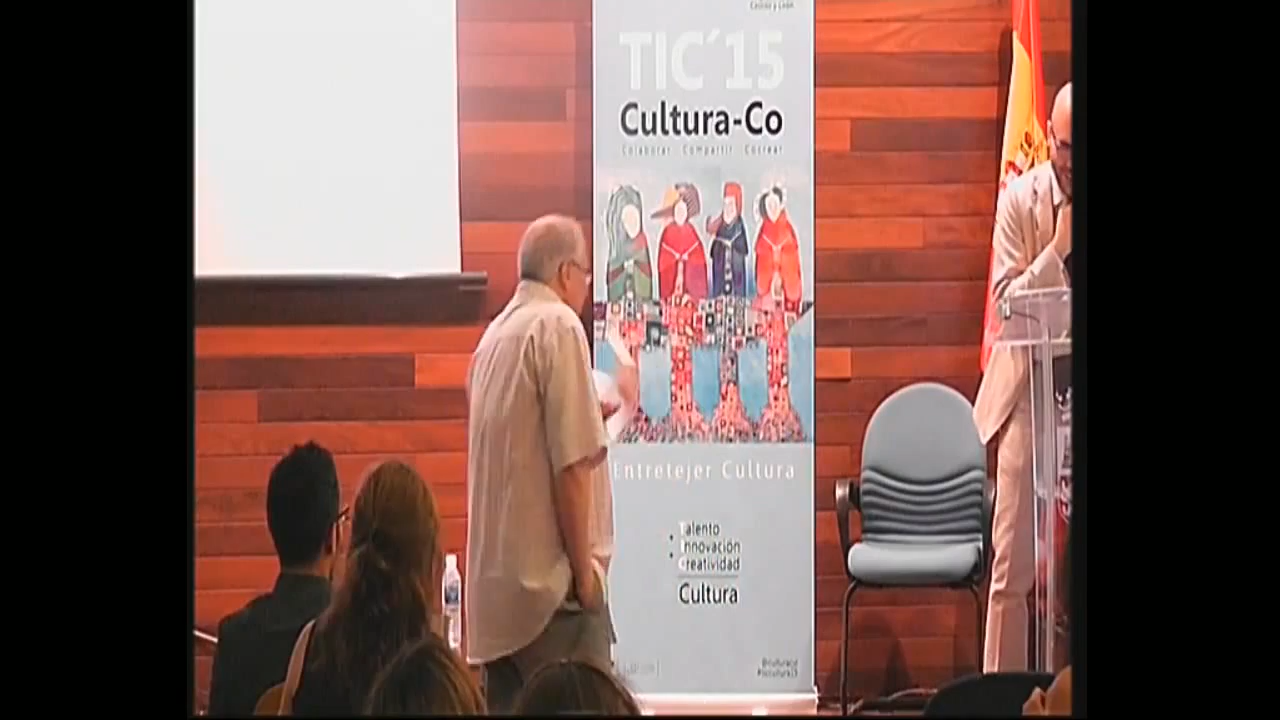 TIC´15
Cultura-Co
Colaborar Compartir Cocrear
Entretejer Cultura
Talento
Innovación
Creatividad
Cultura